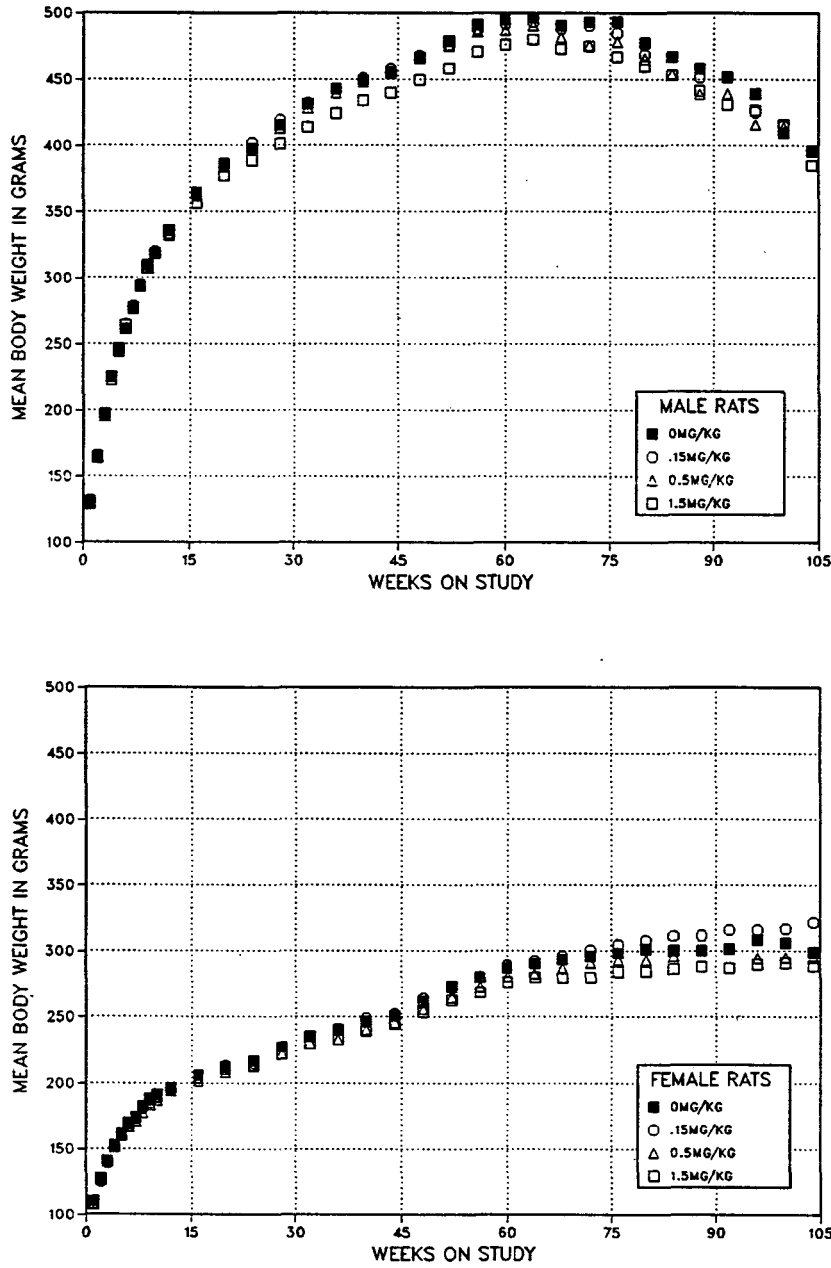 500
450
400
350
300
250
200
150
100
MEAN BODY WEIGHT IN GRAMS
MALE RATS
0MG/KG
.15MG/KG
0.5MG/KG
1.5MG/KG
0 15 30 45 60 75 90 105
WEEKS ON STUDY
500
450
400
350
300
250
200
150
100
MEAN BODY WEIGHT IN GRAMS
FEMALE RATS
0MG/KG
.15MG/KG
0.5MG/KG
1.5MG/KG
0 15 30 45 60 75 90 105
WEEKS ON STUDY